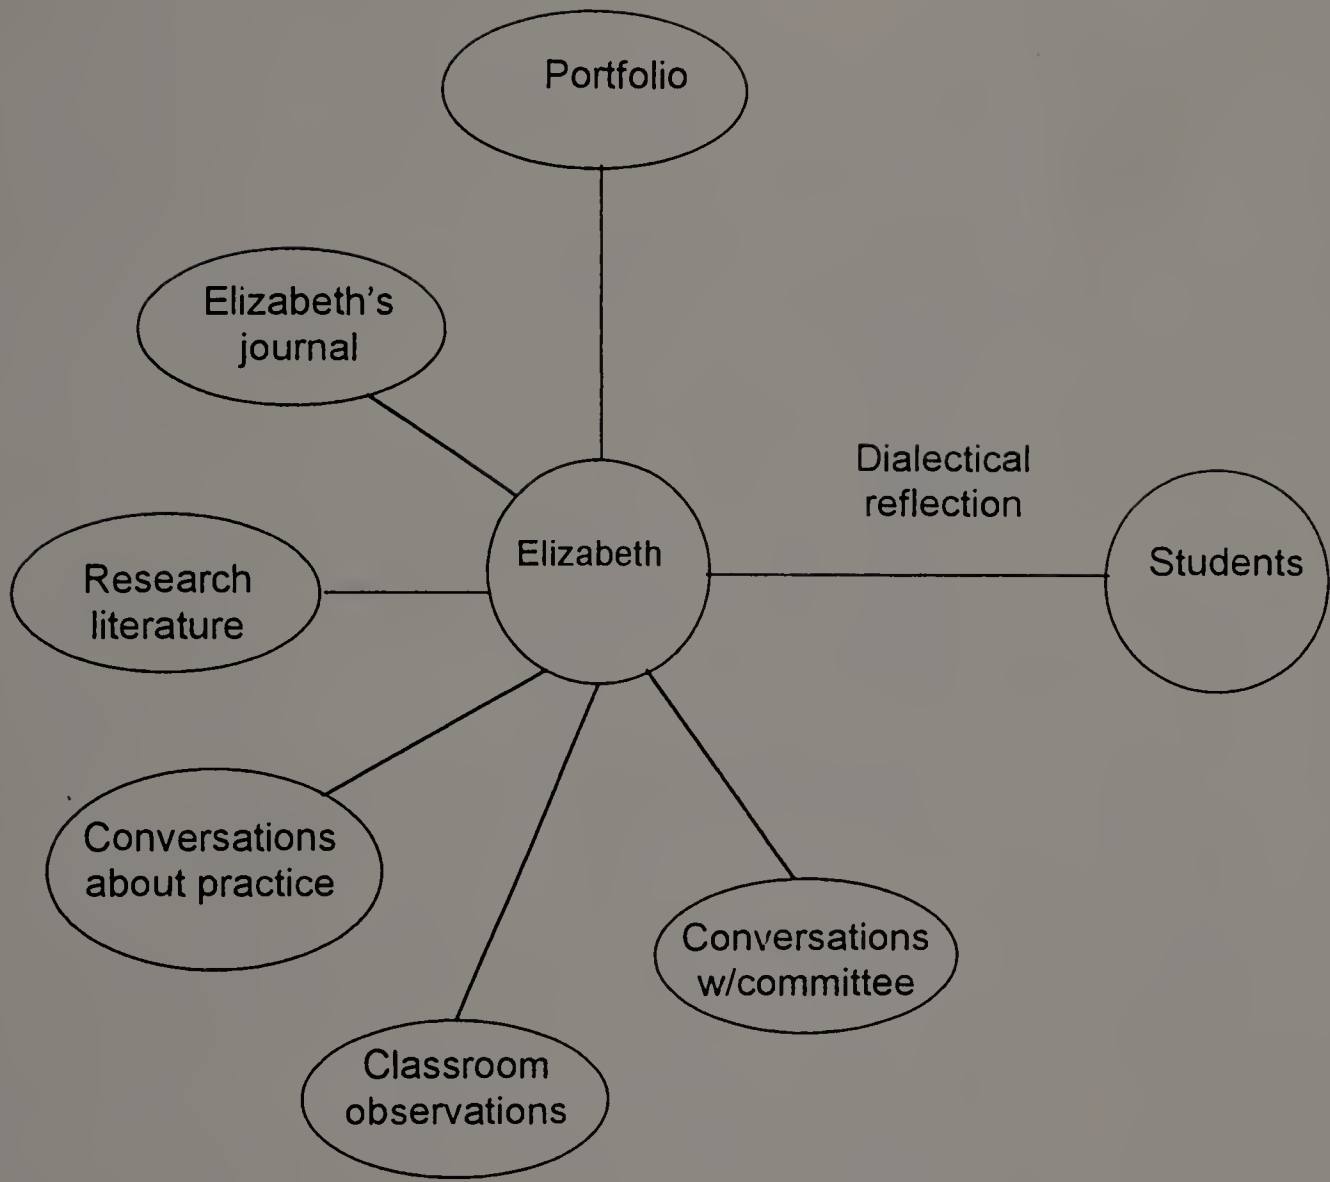 Portfolio
Elizabeth's
journal
Dialectical
reflection
Elizabeth
Students
Research
literature
Conversations
about practice
Conversations
w/committee
Classroom
observations